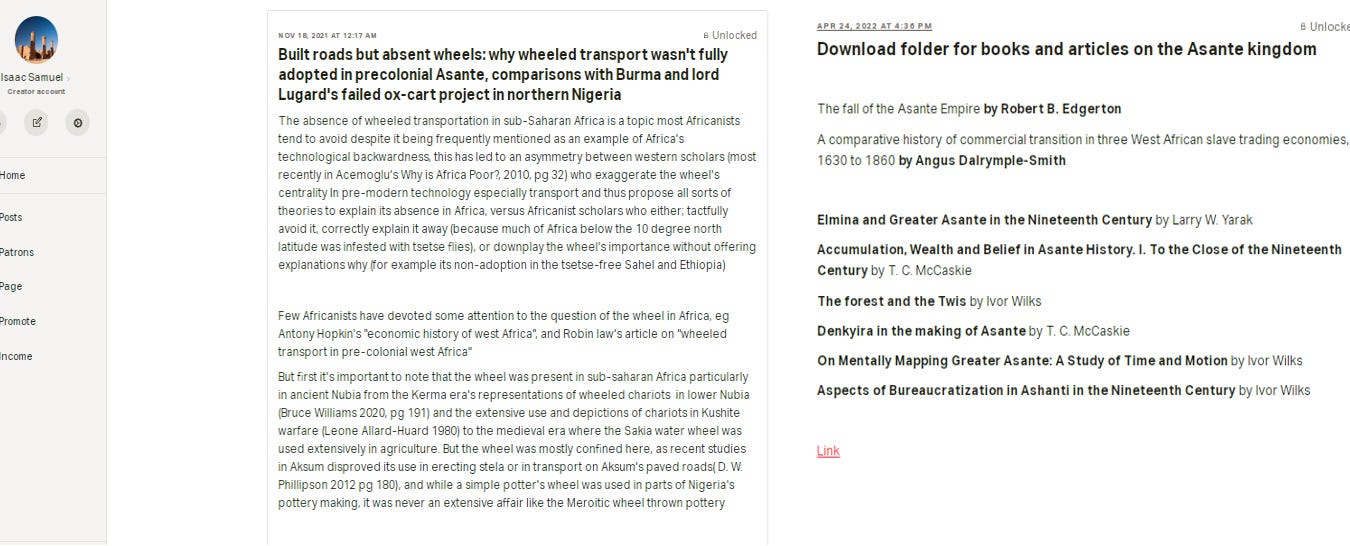 Isaac Samuel
Creator account
Home
Posts
Patrons
Page
Promote
Income
NOV 18, 2021 AT 12:17 AM
Unlocked
Built roads but absent wheels: why wheeled transport wasn't fully
adopted in precolonial Asante, comparisons with Burma and lord
Lugard's failed ox-cart project in northern Nigeria
The absence of wheeled transportation in sub-Saharan Africa is a topic most Africanists
tend to avoid despite it being frequently mentioned as an example of Africa's
technological backwardness, this has led to an asymmetry between western scholars (most
recently in Acemoglu's Why is Africa Poor?, 2010, pg 32) who exaggerate the wheel's
centrality In pre-modern technology especially transport and thus propose all sorts of
theories to explain its absence in Africa, versus Africanist scholars who either; tactfully
avoid it, correctly explain it away (because much of Africa below the 10 degree north
latitude was infested with tsetse flies), or downplay the wheel's importance without offering
explanations why (for example its non-adoption in the tsetse-free Sahel and Ethiopia)
Few Africanists have devoted some attention to the question of the wheel in Africa, eg
Antony Hopkin's "economic history of west Africa", and Robin law's article on "wheeled
transport in pre-colonial west Africa"
But first it's important to note that the wheel was present in sub-saharan Africa particularly
in ancient Nubia from the Kerma era's representations of wheeled chariots in lower Nubia
(Bruce Williams 2020, pg 191) and the extensive use and depictions of chariots in Kushite
warfare (Leone Allard-Huard 1980) to the medieval era where the Sakia water wheel was
used extensively in agriculture. But the wheel was mostly confined here, as recent studies
in Aksum disproved its use in erecting stela or in transport on Aksum's paved roads( D. W.
Phillipson 2012 pg 180), and while a simple potter's wheel was used in parts of Nigeria's
pottery making, it was never an extensive affair like the Meroitic wheel thrown pottery
APR 24, 2022 AT 4:36 PM
Unlocke
Download folder for books and articles on the Asante kingdom
The fall of the Asante Empire by Robert B. Edgerton
A comparative history of commercial transition in three West African slave trading economies,
1630 to 1860 by Angus Dalrymple-Smith
Elmina and Greater Asante in the Nineteenth Century by Larry W. Yarak
Accumulation, Wealth and Belief in Asante History. I. To the Close of the Nineteenth
Century by T. C. McCaskie
The forest and the Twis by Ivor Wilks
Denkyira in the making of Asante by T. C. McCaskie
On Mentally Mapping Greater Asante: A Study of Time and Motion by Ivor Wilks
Aspects of Bureaucratization in Ashanti in the Nineteenth Century by Ivor Wilks
Link